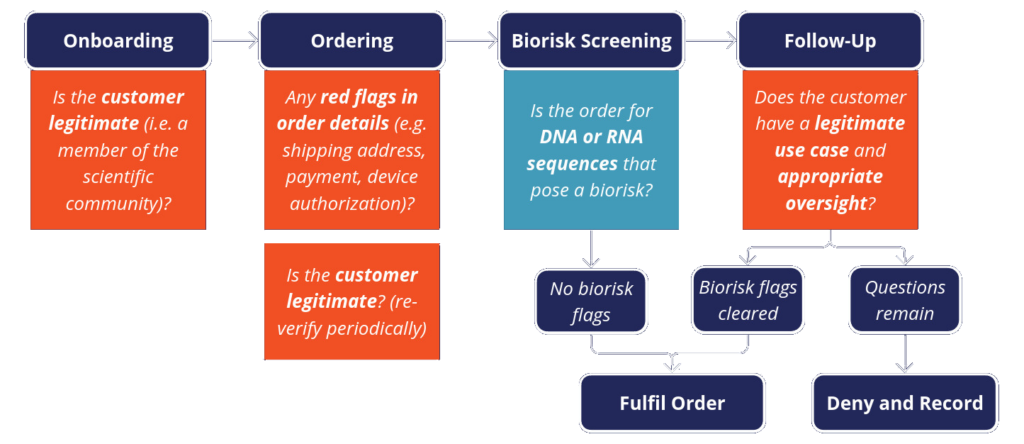 Onboarding
Ordering
Biorisk Screening
Follow-Up
Is the customer
legitimate (i.e. a
member of the
scientific
community)?
Any red flags in
order details (e.g.
shipping address,
payment, device
authorization)?
Is the order for
DNA or RNA
sequences that
pose a biorisk?
Does the customer
have a legitimate
use case and
appropriate
oversight?
Is the customer
legitimate? (re-
verify periodically)
No biorisk
flags
Biorisk flags
cleared
Questions
remain
Fulfil Order
Deny and Record